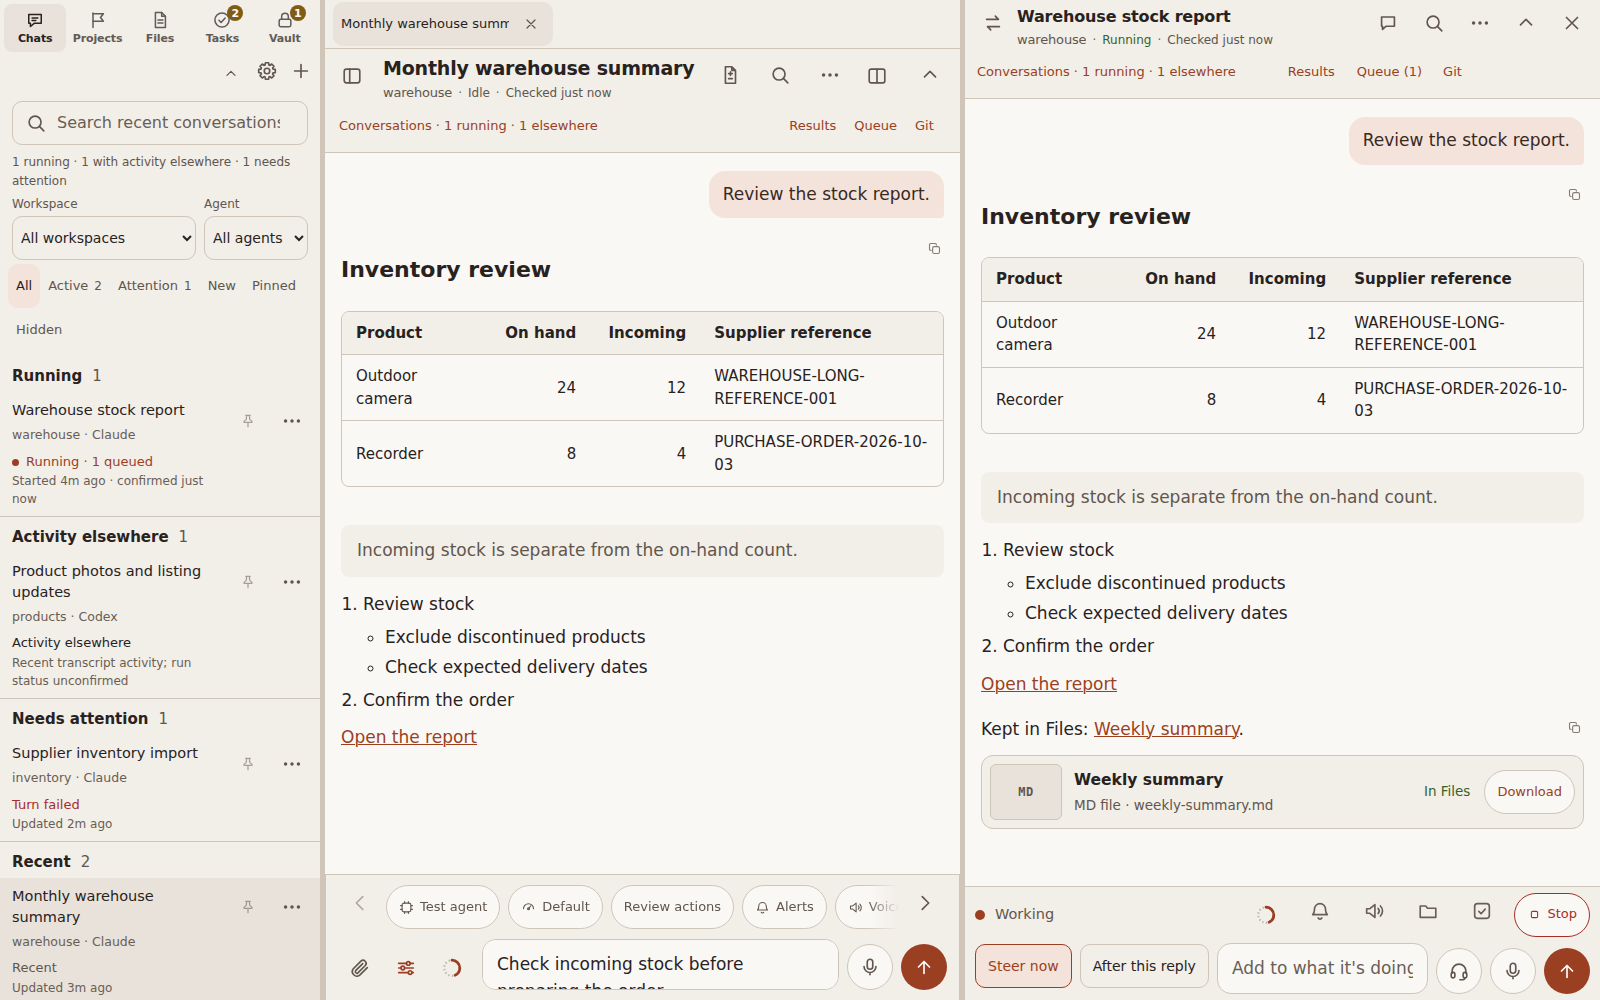 Chats
Projects
Files
Tasks 2
Vault 1
Search recent conversations
1 running · 1 with activity elsewhere · 1 needs
attention
Workspace Agent
All workspaces All agents
All Active 2 Attention 1 New Pinned
Hidden
Running 1
Warehouse stock report
warehouse · Claude
Running · 1 queued
Started 4m ago · confirmed just
now
Activity elsewhere 1
Product photos and listing
updates
products · Codex
Activity elsewhere
Recent transcript activity; run
status unconfirmed
Needs attention 1
Supplier inventory import
inventory · Claude
Turn failed
Updated 2m ago
Recent 2
Monthly warehouse
summary
warehouse · Claude
Recent
Updated 3m ago
Monthly warehouse summ
Monthly warehouse summary
warehouse · Idle · Checked just now
Conversations · 1 running · 1 elsewhere Results Queue Git
Review the stock report.
Inventory review
Product On hand Incoming Supplier reference
Outdoor
camera
24 12
WAREHOUSE-LONG-
REFERENCE-001
Recorder 8 4
PURCHASE-ORDER-2026-10-
03
Incoming stock is separate from the on-hand count.
1. Review stock
Exclude discontinued products
Check expected delivery dates
2. Confirm the order
Open the report
Test agent Default Review actions Alerts Voic
Check incoming stock before
preparing the order
Warehouse stock report
warehouse · Running · Checked just now
Conversations · 1 running · 1 elsewhere Results Queue (1) Git
Review the stock report.
Inventory review
Product On hand Incoming Supplier reference
Outdoor
camera
24 12
WAREHOUSE-LONG-
REFERENCE-001
Recorder 8 4
PURCHASE-ORDER-2026-10-
03
Incoming stock is separate from the on-hand count.
1. Review stock
Exclude discontinued products
Check expected delivery dates
2. Confirm the order
Open the report
Kept in Files: Weekly summary.
MD
Weekly summary
MD file · weekly-summary.md
In Files
Download
Working
Stop
Steer now After this reply Add to what it's doing